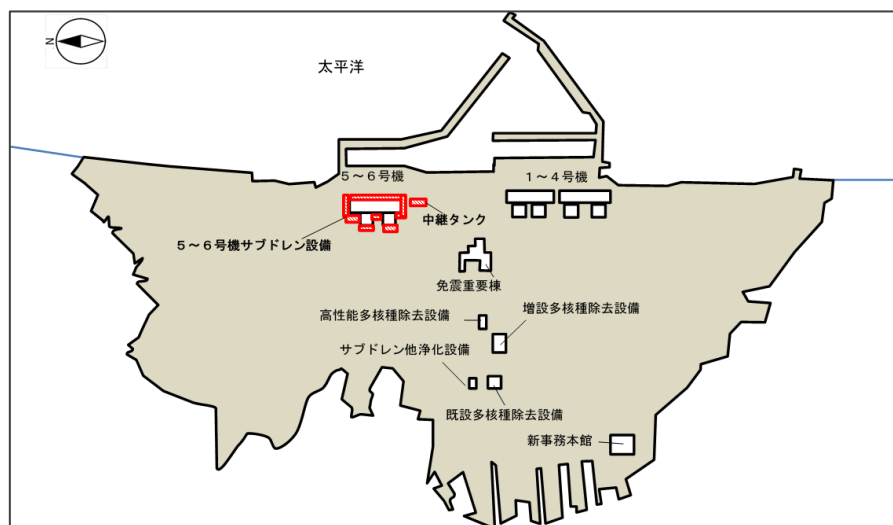 N
太平洋
5～6号機
1～4号機
中継タンク
5～6号機サブドレン設備
免震重要棟
高性能多核種除去設備
増設多核種除去設備
サブドレン他浄化設備
既設多核種除去設備
新事務本館